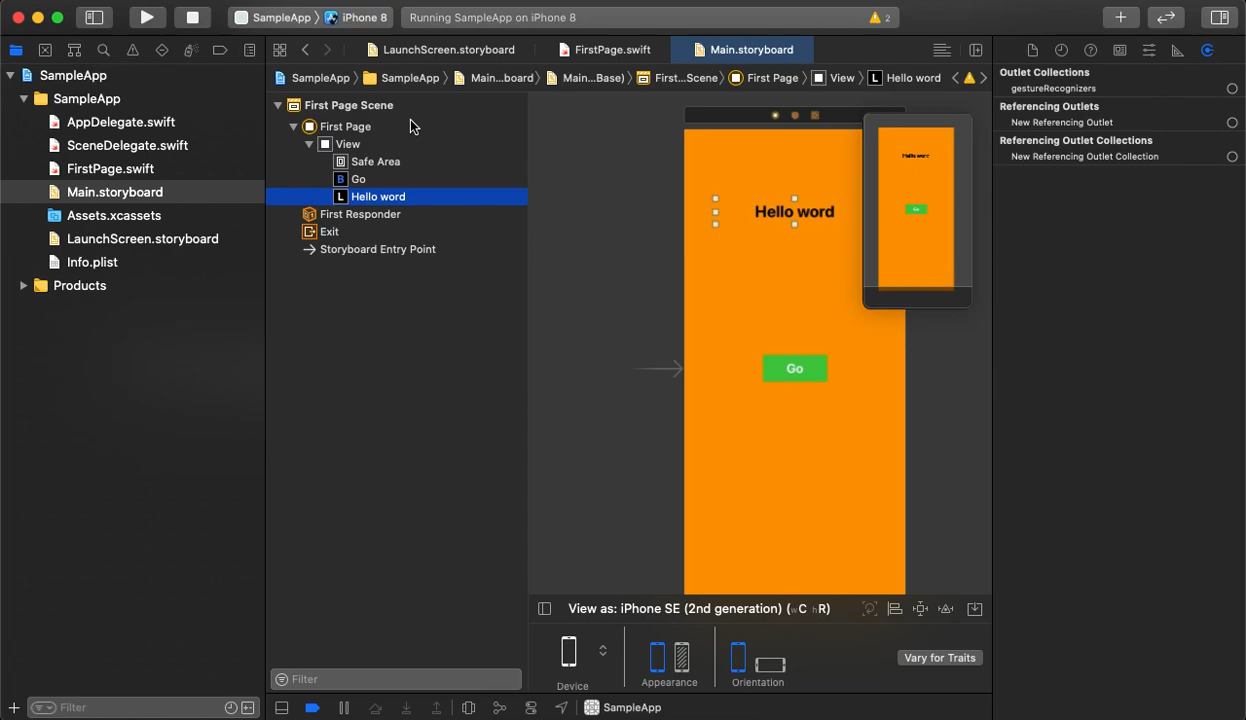 SampleApp iPhone 8
Running SampleApp on iPhone 8
2
LaunchScreen.storyboard
FirstPage.swift
Main.storyboard
SampleApp SampleApp Main...board Main...Base) First...Scene First Page View L Hello word
SampleApp
SampleApp
AppDelegate.swift
SceneDelegate.swift
FirstPage.swift
Main.storyboard
Assets.xcassets
LaunchScreen.storyboard
Info.plist
Products
First Page Scene
First Page
View
Safe Area
B Go
L Hello word
First Responder
Exit
Storyboard Entry Point
Hello word
Go
Hello word
Go
Outlet Collections
gestureRecognizers
Referencing Outlets
New Referencing Outlet
Referencing Outlet Collections
New Referencing Outlet Collection
View as: iPhone SE (2nd generation) (wC hR)
Device
Appearance
Orientation
Vary for Traits
Filter
Filter
SampleApp